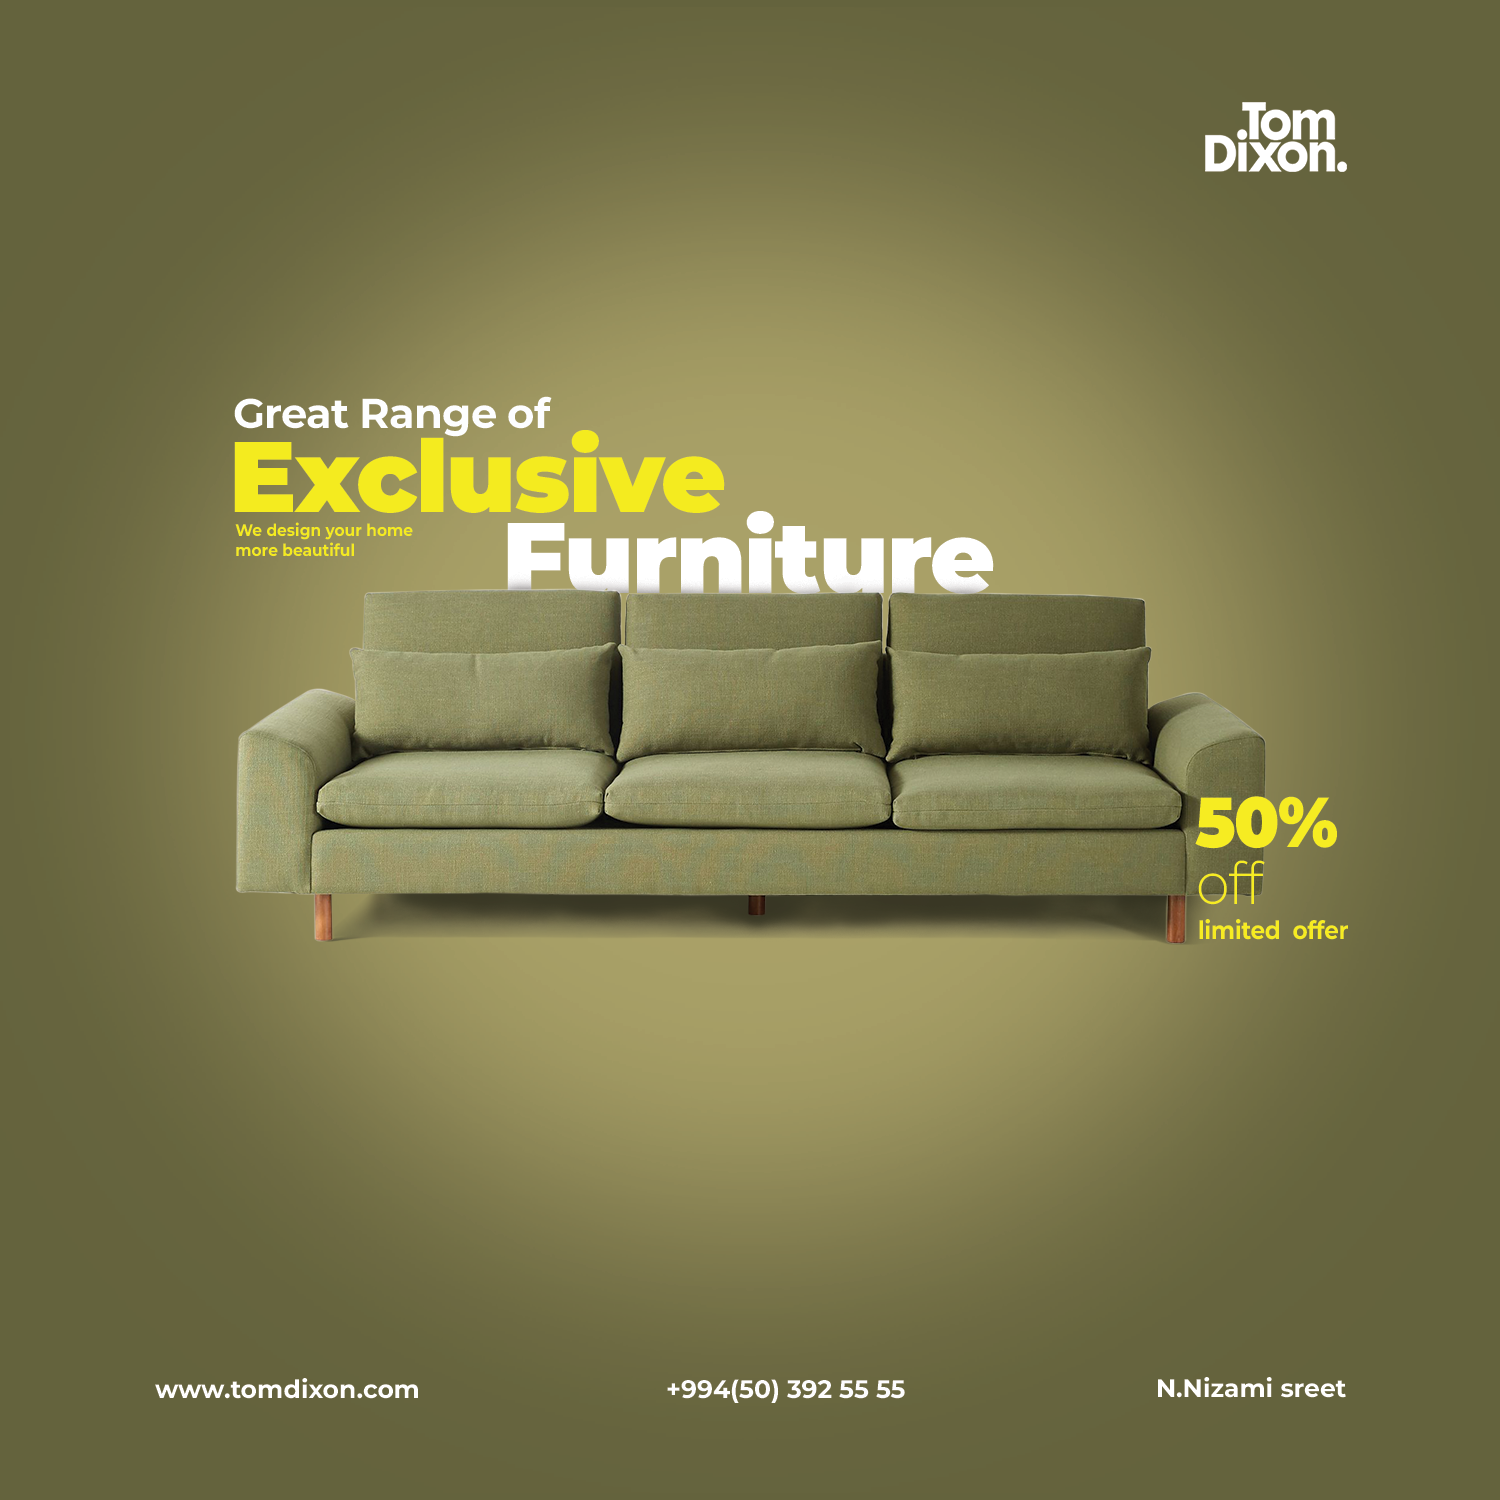 .Tom
Dixon.
Great Range of
Exclusive
We design your home
more beautiful
Furniture
50%
off
limited offer
www.tomdixon.com
+994(50) 392 55 55
N.Nizami sreet